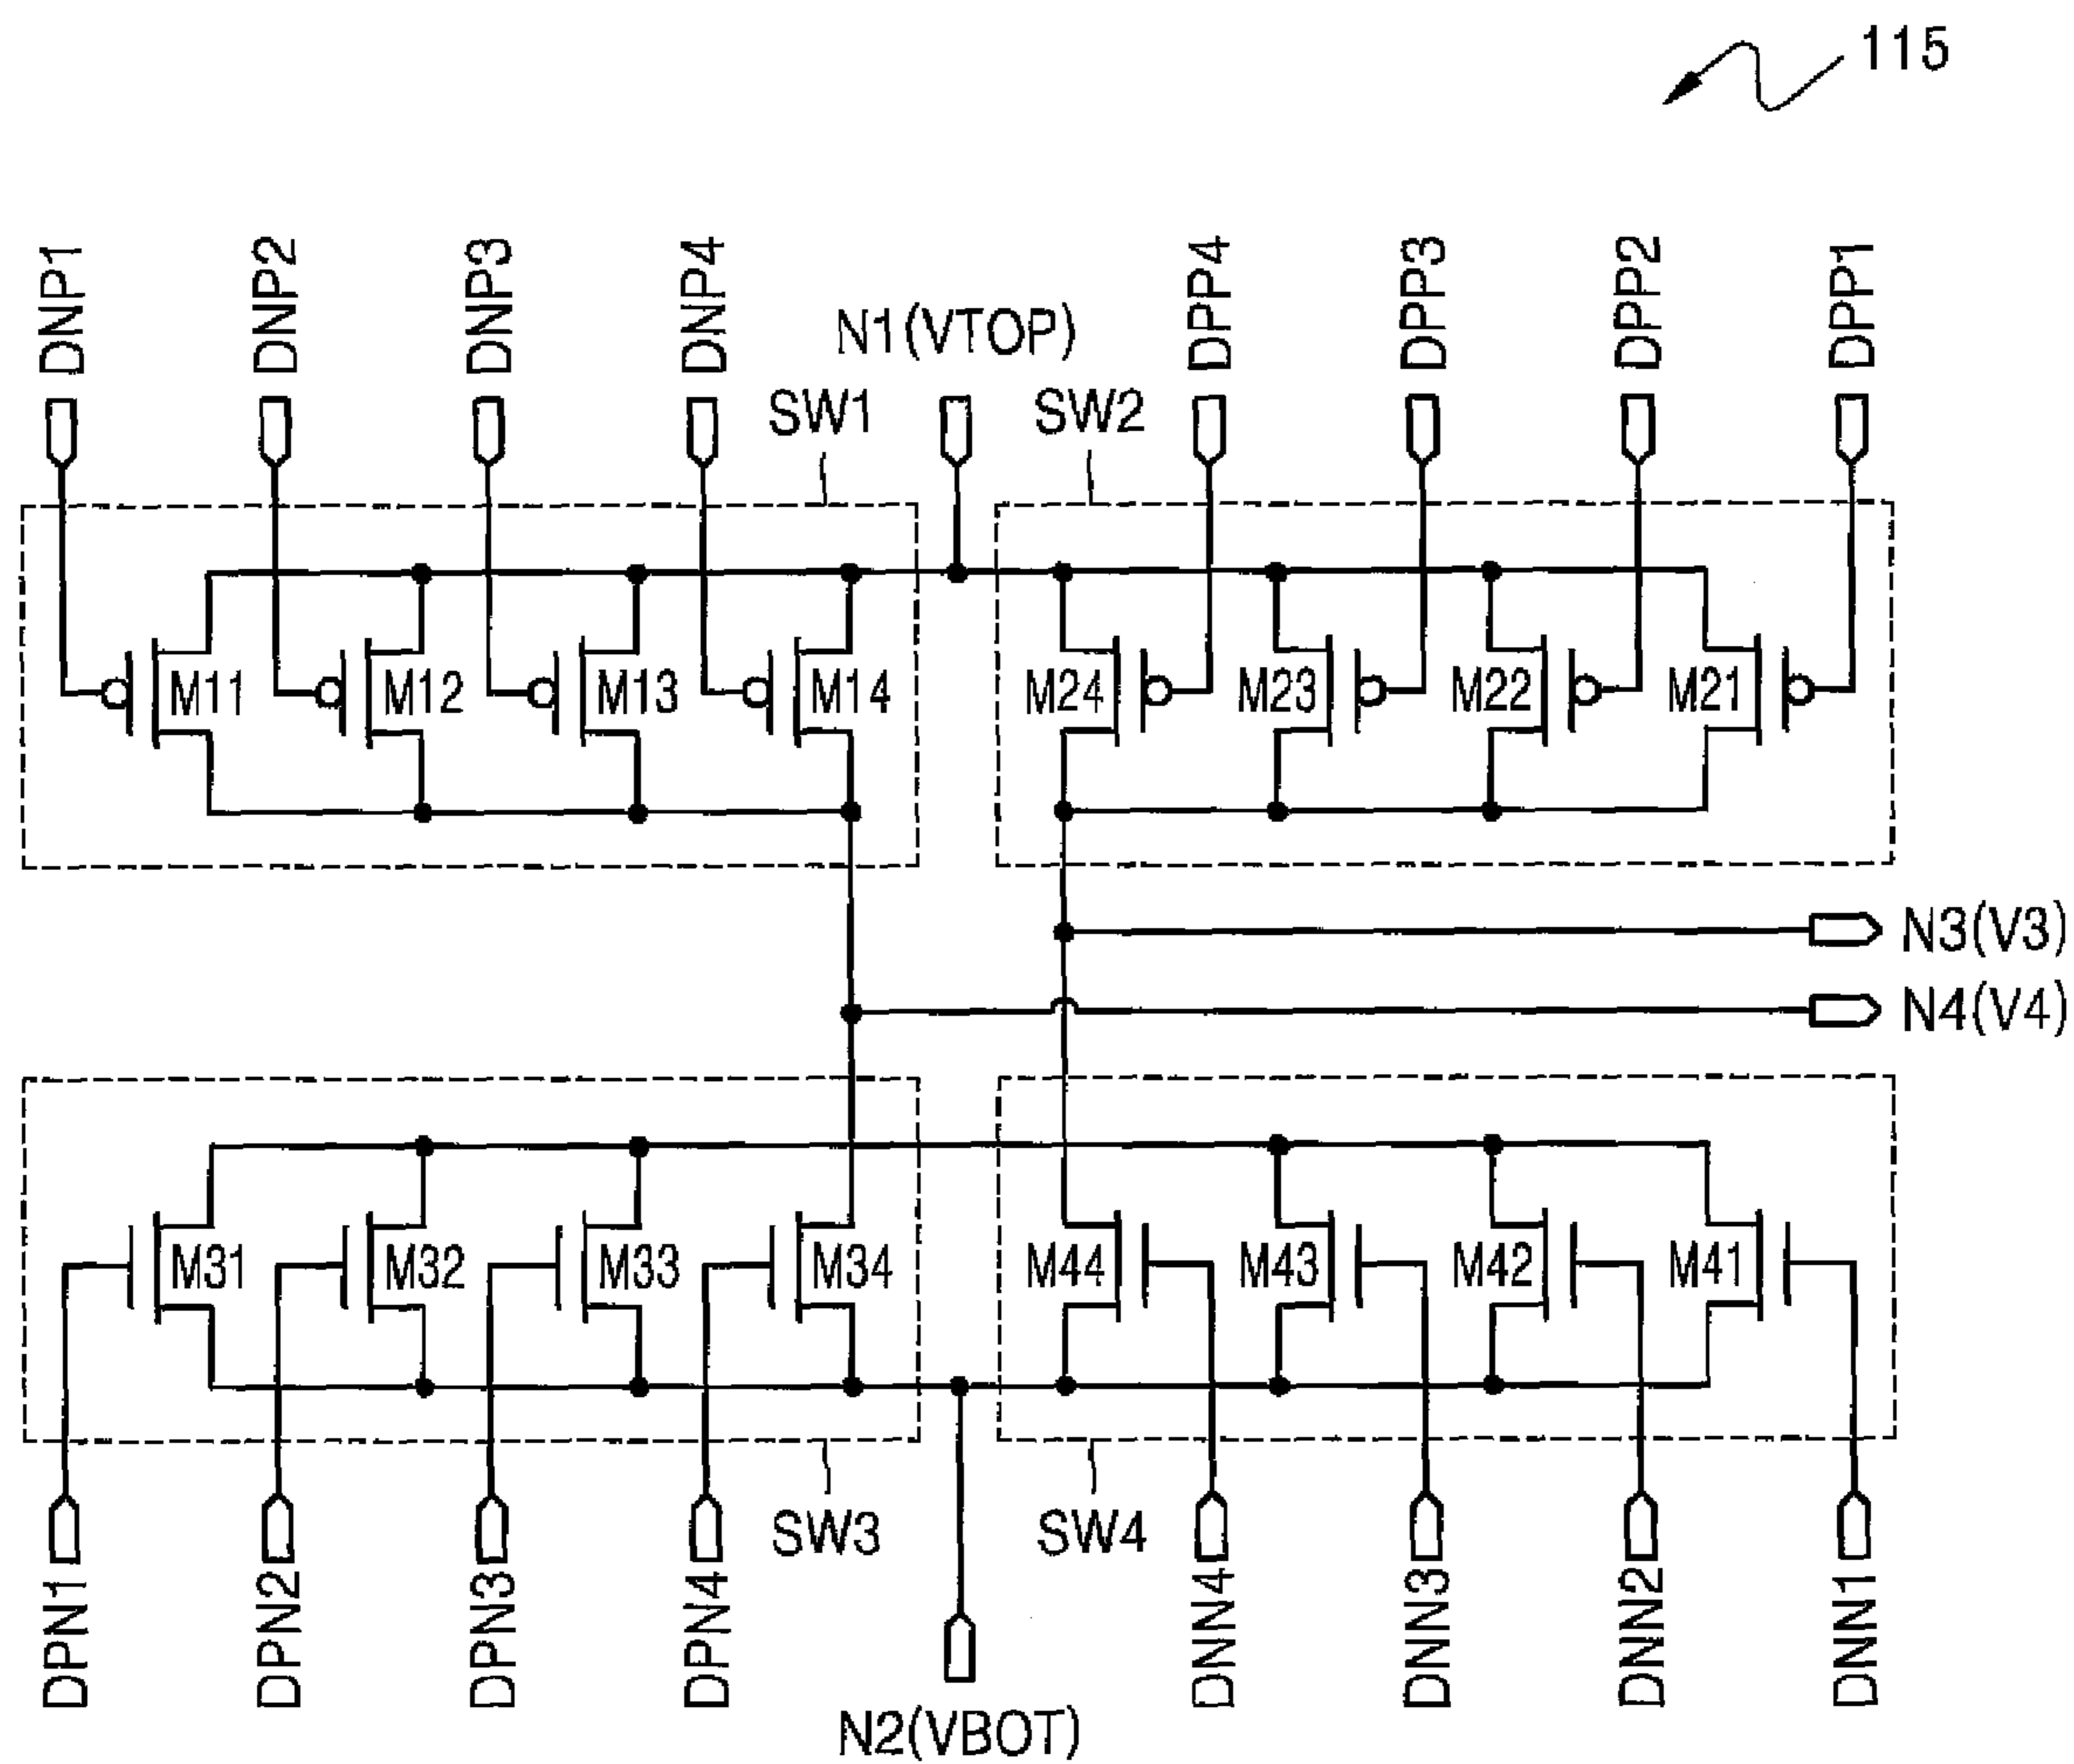 115
DNP1
DNP2
DNP3
DNP4
N1(VTOP)
DPP4
DPP3
DPP2
DPP1
SW1
SW2
M11
M12
M13
M14
M24
M23
M22
M21
N3(V3)
N4(V4)
M31
M32
M33
M34
M44
M43
M42
M41
SW3
SW4
DPN1
DPN2
DPN3
DPN4
DNN4
DNN3
DNN2
DNN1
N2(VBOT)